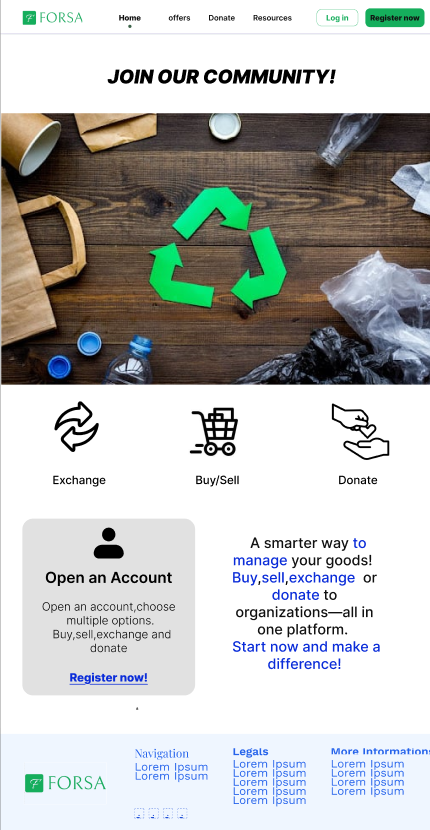 FORSA
Home
offers
Donate
Resources
Log in
Register now
JOIN OUR COMMUNITY!
Exchange
Buy/Sell
Donate
Open an Account
Open an account,choose
multiple options.
Buy,sell,exchange and
donate
Register now!
A smarter way to
manage your goods!
Buy,sell,exchange or
donate to
organizations—all in
one platform.
Start now and make a
difference!
FORSA
Navigation
Lorem Ipsum
Lorem Ipsum
Legals
Lorem Ipsum
Lorem Ipsum
Lorem Ipsum
Lorem Ipsum
Lorem Ipsum
More Informations
Lorem Ipsum
Lorem Ipsum
Lorem Ipsum
Lorem Ipsum